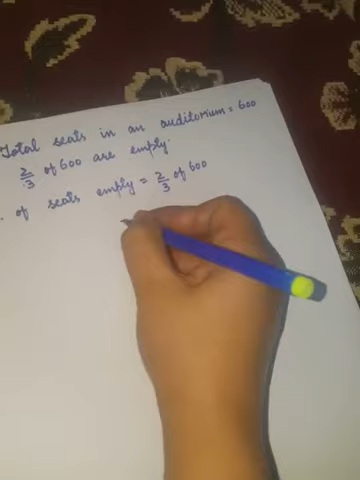 Total seats in an auditorium = 600
2/3 of 600 are empty.
. of seats empty = 2/3 of 600